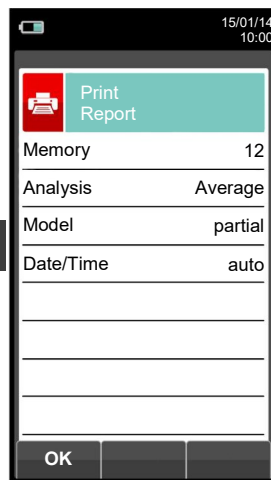 15/01/14
10:00
Print
Report
Memory 12
Analysis Average
Model partial
Date/Time auto
OK